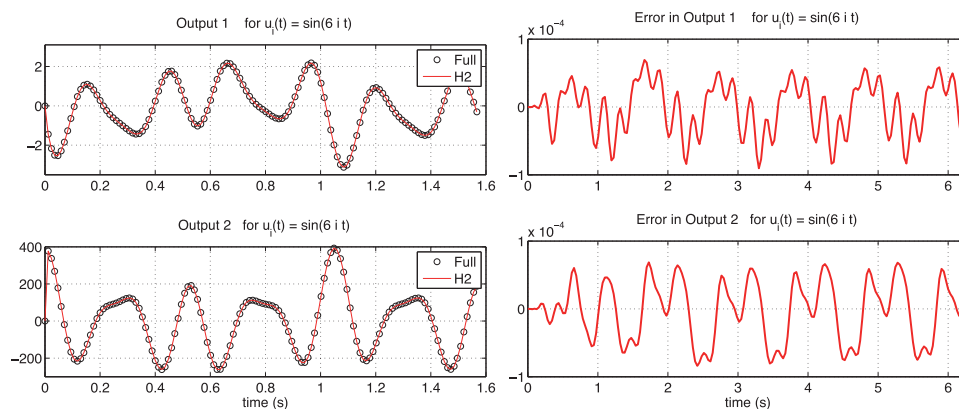 Output 1 for u_i(t) = sin(6 i t)
2
0
−2
Full
H2
0 0.2 0.4 0.6 0.8 1 1.2 1.4 1.6
Error in Output 1 for u_i(t) = sin(6 i t)
1 x 10^−4
0
−1
0 1 2 3 4 5 6
Output 2 for u_i(t) = sin(6 i t)
400
200
0
−200
Full
H2
0 0.2 0.4 0.6 0.8 1 1.2 1.4 1.6
time (s)
Error in Output 2 for u_i(t) = sin(6 i t)
1 x 10^−4
0
−1
0 1 2 3 4 5 6
time (s)